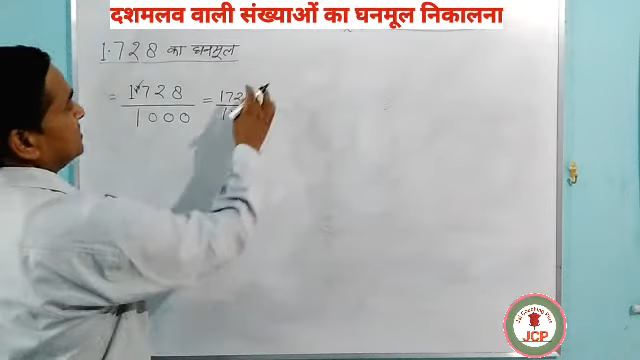 दशमलव वाली संख्याओं का घनमूल निकालना
1.728 का घनमूल
= 1728/1000 = 172
JCP